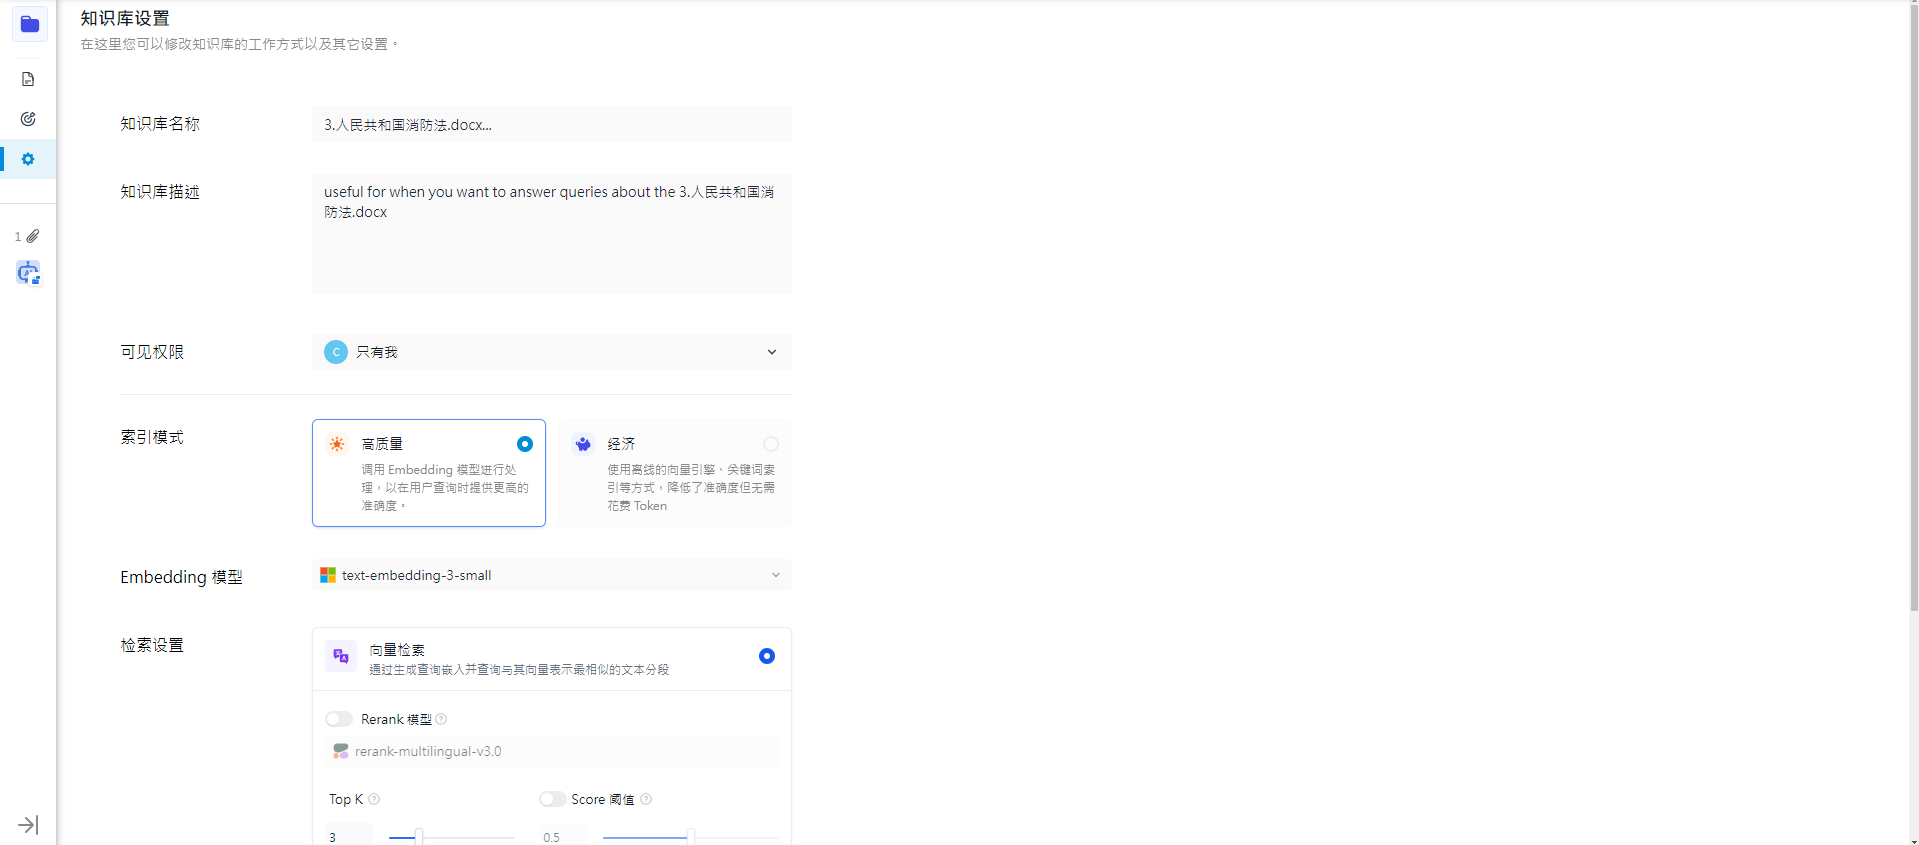 知识库设置
在这里您可以修改知识库的工作方式以及其它设置。
知识库名称
3.人民共和国消防法.docx...
知识库描述
useful for when you want to answer queries about the 3.人民共和国消
防法.docx
1
可见权限
C 只有我
索引模式
高质量
调用 Embedding 模型进行处
理，以在用户查询时提供更高的
准确度。
经济
使用离线的向量引擎、关键词索
引等方式，降低了准确度但无需
花费 Token
Embedding 模型
text-embedding-3-small
检索设置
向量检索
通过生成查询嵌入并查询与其向量表示最相似的文本分段
Rerank 模型
rerank-multilingual-v3.0
Top K
Score 阈值
3
0.5